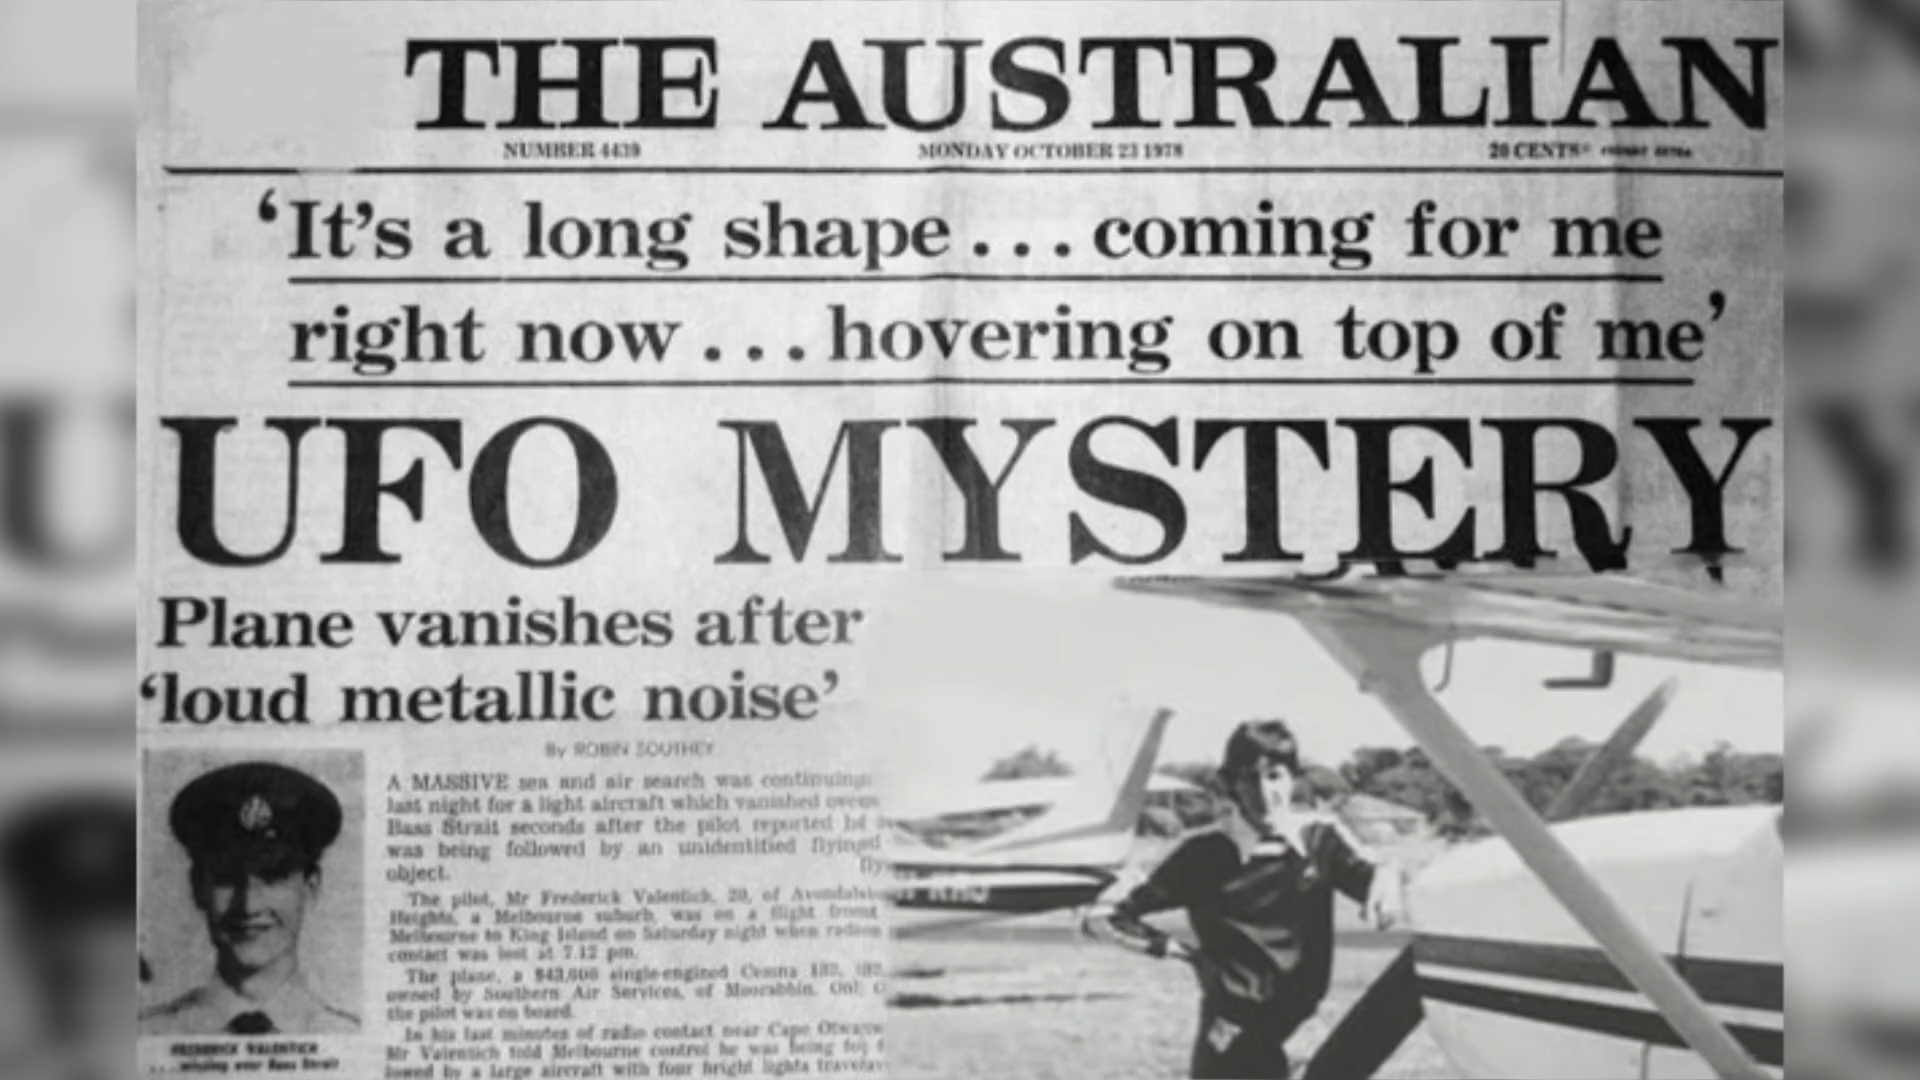 THE AUSTRALIAN
NUMBER 4439 MONDAY OCTOBER 23 1978 20 CENTS*
‘It’s a long shape . . . coming for me
right now . . . hovering on top of me’
UFO MYSTERY
Plane vanishes after
‘loud metallic noise’
By ROBIN SOUTHEY
A MASSIVE sea and air search was continuing
last night for a light aircraft which vanished over
Bass Strait seconds after the pilot reported he
was being followed by an unidentified flying
object.
The pilot, Mr Frederick Valentich, 20, of Avondale
Heights, a Melbourne suburb, was on a flight from
Melbourne to King Island on Saturday night when radio
contact was lost at 7.12 pm.
The plane, a single-engined Cessna 182,
owned by Southern Air Services, of Moorabbin. Only
the pilot was on board.
In his last minutes of radio contact near Cape Otway
Mr Valentich told Melbourne control he was being fol
lowed by a large aircraft with four bright lights
FREDERICK VALENTICH
. . . missing over Bass Strait